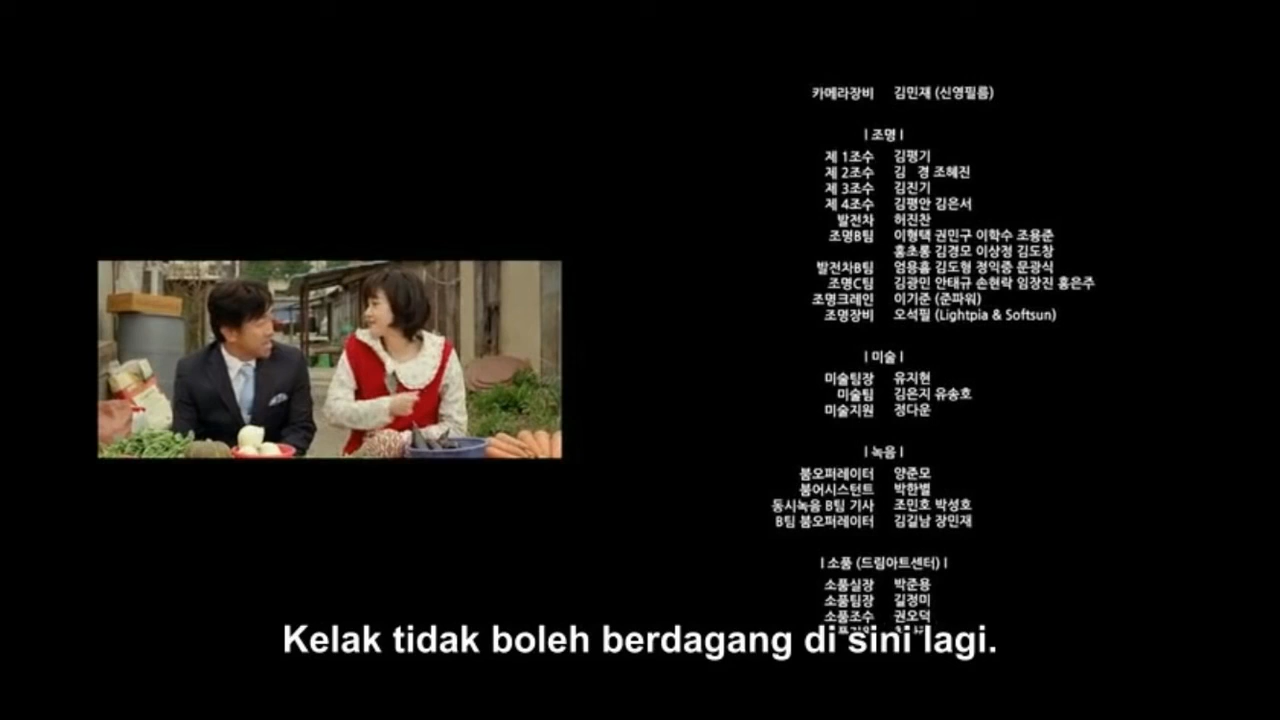 카메라장비 김민재 (신영필름)
| 조명 |
제 1조수 김평기
제 2조수 김 경 조혜진
제 3조수 김진기
제 4조수 김평안 김은서
발전차 허진찬
조명B팀 이형택 권민구 이학수 조용준
홍초롱 김경모 이상정 김도창
발전차B팀 엄용흠 김도형 정익중 문광식
조명C팀 김광민 안태규 손현락 임장진 홍은주
조명크레인 이기준 (준파워)
조명장비 오석필 (Lightpia & Softsun)
| 미술 |
미술팀장 유지현
미술팀 김은지 유송호
미술지원 정다운
| 녹음 |
붐오퍼레이터 양준모
붐어시스턴트 박한별
동시녹음 B팀 기사 조민호 박성호
B팀 붐오퍼레이터 김길남 장민재
| 소품 (드림아트센터) |
소품실장 박준용
소품팀장 길정미
소품조수 권오덕
Kelak tidak boleh berdagang di sini lagi.